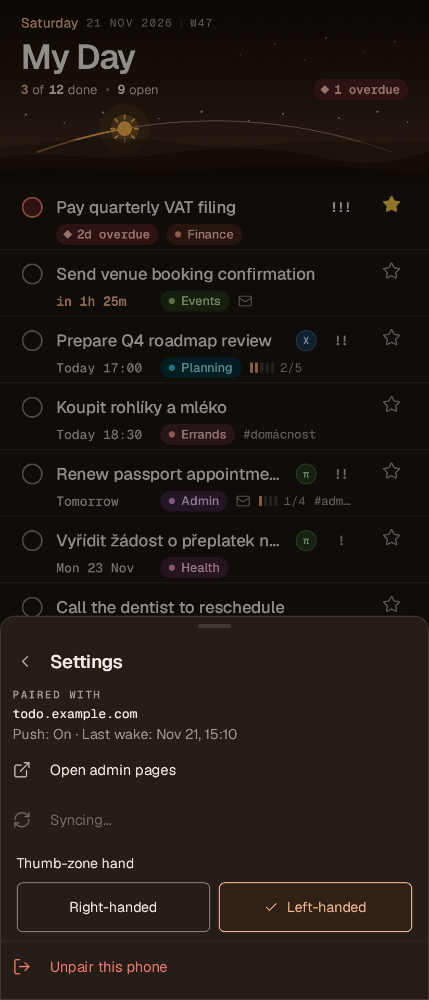 Saturday 21 NOV 2026 | W47
My Day
3 of 12 done • 9 open
1 overdue
Pay quarterly VAT filing !!!
2d overdue Finance
Send venue booking confirmation
in 1h 25m Events
Prepare Q4 roadmap review X !!
Today 17:00 Planning 2/5
Koupit rohlíky a mléko
Today 18:30 Errands #domácnost
Renew passport appointme… π !!
Tomorrow Admin 1/4 #adm…
Vyřídit žádost o přeplatek n… π !
Mon 23 Nov Health
Call the dentist to reschedule
Settings
PAIRED WITH
todo.example.com
Push: On · Last wake: Nov 21, 15:10
Open admin pages
Syncing…
Thumb-zone hand
Right-handed
Left-handed
Unpair this phone